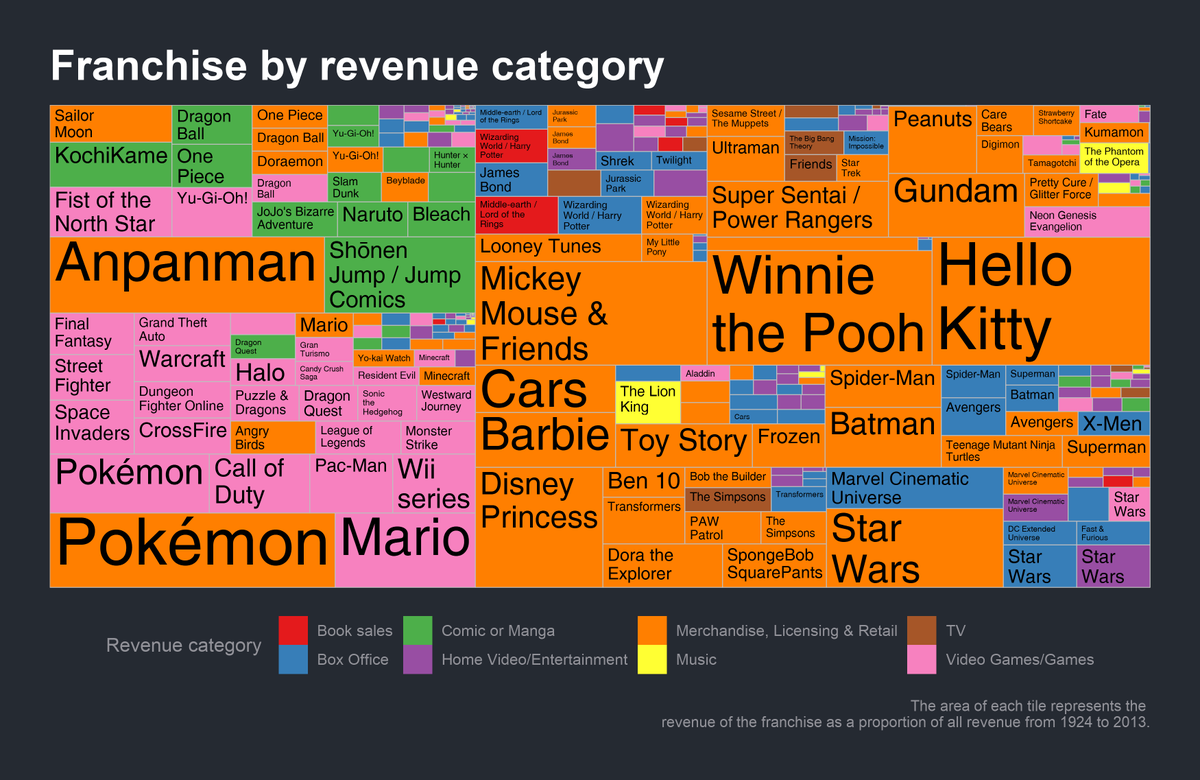 Franchise by revenue category
Sailor
Moon
Dragon
Ball
One Piece
Dragon Ball
Doraemon
Yu-Gi-Oh!
Yu-Gi-Oh!
Hunter ×
Hunter
KochiKame
One
Piece
Dragon
Ball
Slam
Dunk
Beyblade
Fist of the
North Star
Yu-Gi-Oh!
JoJo's Bizarre
Adventure
Naruto
Bleach
Anpanman
Shōnen
Jump / Jump
Comics
Middle-earth / Lord
of the Rings
Jurassic
Park
Wizarding
World / Harry
Potter
James
Bond
James
Bond
Shrek
Twilight
James
Bond
Jurassic
Park
Middle-earth /
Lord of the
Rings
Wizarding
World / Harry
Potter
Wizarding
World / Harry
Potter
Looney Tunes
My Little
Pony
Mickey
Mouse &
Friends
Sesame Street /
The Muppets
Ultraman
The Big Bang
Theory
Mission:
Impossible
Friends
Star
Trek
Super Sentai /
Power Rangers
Peanuts
Care
Bears
Strawberry
Shortcake
Fate
Kumamon
Digimon
Tamagotchi
The Phantom
of the Opera
Gundam
Pretty Cure /
Glitter Force
Neon Genesis
Evangelion
Winnie
the Pooh
Hello
Kitty
Final
Fantasy
Grand Theft
Auto
Dragon
Quest
Mario
Gran
Turismo
Yo-kai Watch
Minecraft
Street
Fighter
Warcraft
Halo
Candy Crush
Saga
Resident Evil
Minecraft
Space
Invaders
Dungeon
Fighter Online
Puzzle &
Dragons
Dragon
Quest
Sonic
the
Hedgehog
Westward
Journey
CrossFire
Angry
Birds
League of
Legends
Monster
Strike
Pokémon
Call of
Duty
Pac-Man
Wii
series
Pokémon
Mario
Cars
The Lion
King
Aladdin
Cars
Barbie
Toy Story
Frozen
Spider-Man
Batman
Spider-Man
Superman
Batman
Avengers
Avengers
X-Men
Teenage Mutant Ninja
Turtles
Superman
Disney
Princess
Ben 10
Bob the Builder
Transformers
The Simpsons
Transformers
PAW
Patrol
The
Simpsons
Dora the
Explorer
SpongeBob
SquarePants
Marvel Cinematic
Universe
Marvel Cinematic
Universe
Marvel Cinematic
Universe
Star
Wars
Star
Wars
DC Extended
Universe
Fast &
Furious
Star
Wars
Star
Wars
Revenue category
Book sales
Comic or Manga
Merchandise, Licensing & Retail
TV
Box Office
Home Video/Entertainment
Music
Video Games/Games
The area of each tile represents the
revenue of the franchise as a proportion of all revenue from 1924 to 2013.